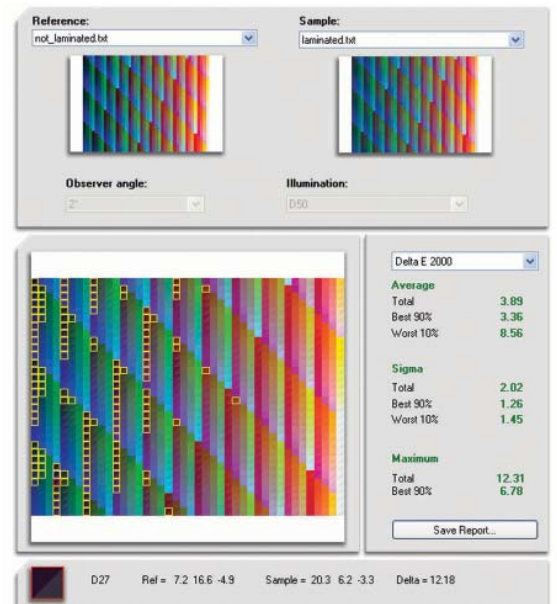 Reference: Sample:
not_laminated.txt laminated.txt
Observer angle: Illumination:
2° D50
Delta E 2000
Average
Total 3.89
Best 90% 3.36
Worst 10% 8.56
Sigma
Total 2.02
Best 90% 1.26
Worst 10% 1.45
Maximum
Total 12.31
Best 90% 6.78
Save Report...
D27 Ref = 7.2 16.6 -4.9 Sample = 20.3 6.2 -3.3 Delta = 12.18